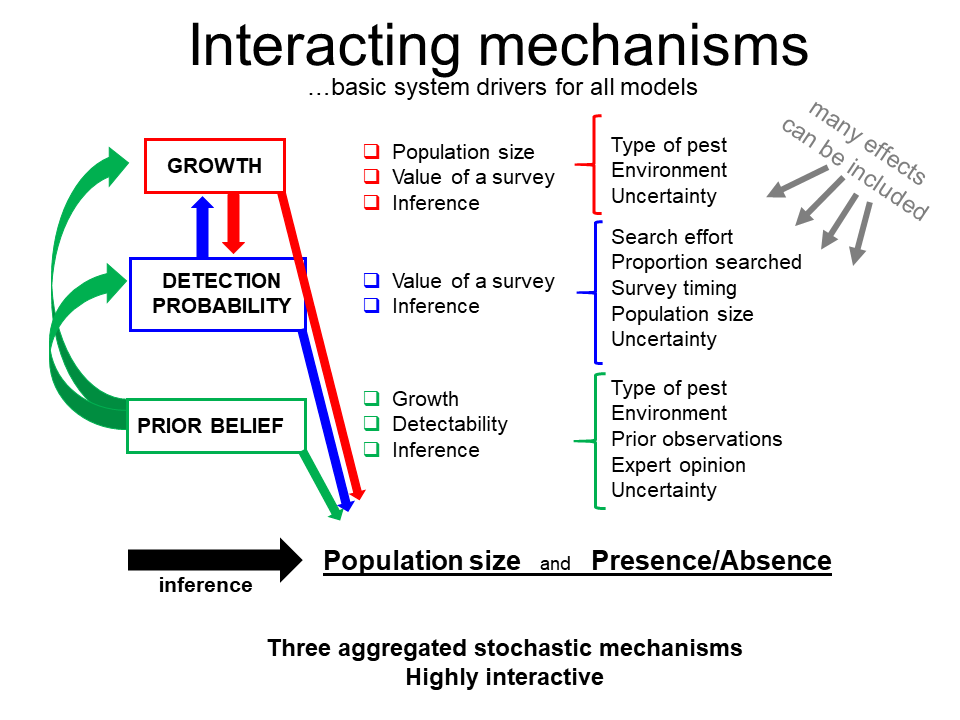 Interacting mechanisms
…basic system drivers for all models
many effects
can be included
GROWTH
Population size
Value of a survey
Inference
Type of pest
Environment
Uncertainty
DETECTION
PROBABILITY
Value of a survey
Inference
Search effort
Proportion searched
Survey timing
Population size
Uncertainty
PRIOR BELIEF
Growth
Detectability
Inference
Type of pest
Environment
Prior observations
Expert opinion
Uncertainty
inference
Population size and Presence/Absence
Three aggregated stochastic mechanisms
Highly interactive